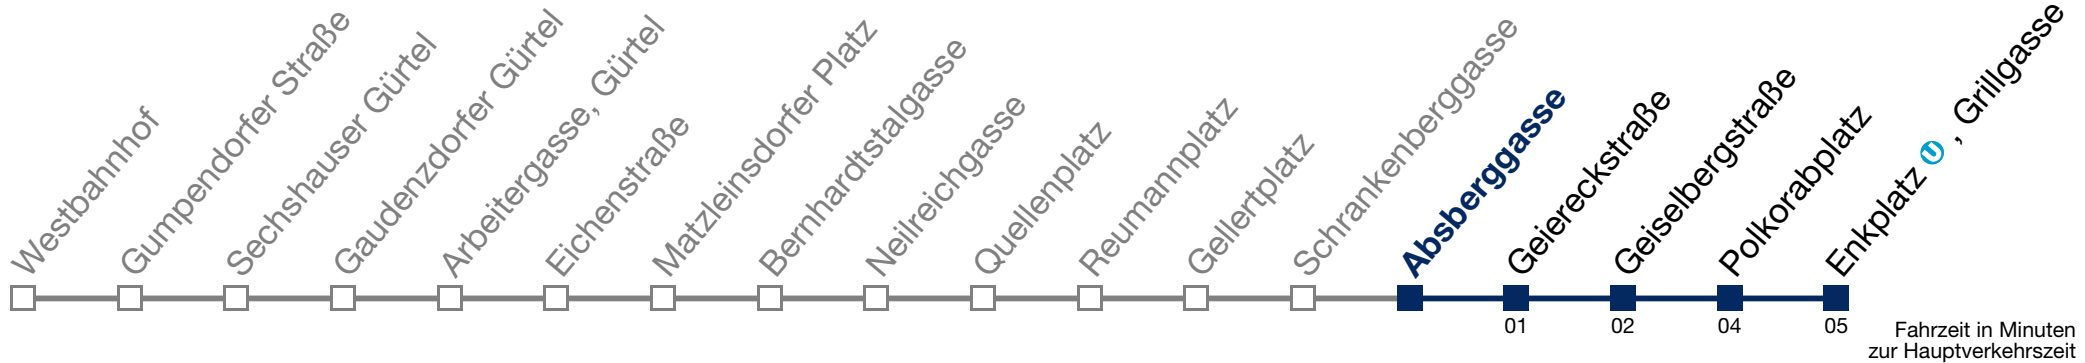 Westbahnhof
Gumpendorfer Straße
Sechshauser Gürtel
Gaudenzdorfer Gürtel
Arbeitergasse, Gürtel
Eichenstraße
Matzleinsdorfer Platz
Bernhardtstalgasse
Neilreichgasse
Quellenplatz
Reumannplatz
Gellertplatz
Schrankenberggasse
Absberggasse
Geiereckstraße
Geiselbergstraße
Polkorabplatz
Enkplatz U , Grillgasse
01 02 04 05
Fahrzeit in Minuten
zur Hauptverkehrszeit